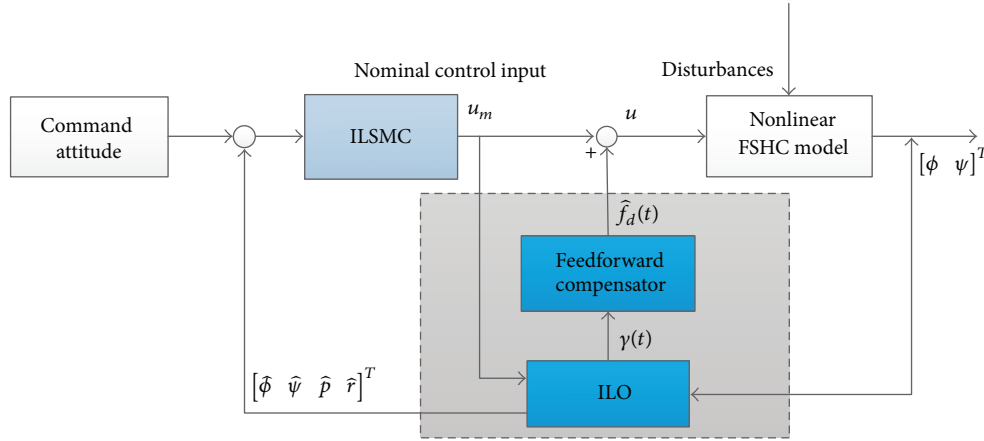 Nominal control input
Disturbances
Command
attitude
ILSMC
u_m
+
u
Nonlinear
FSHC model
[ϕ ψ]^T
f̂_d(t)
Feedforward
compensator
γ(t)
[ϕ̂ ψ̂ p̂ r̂]^T
ILO